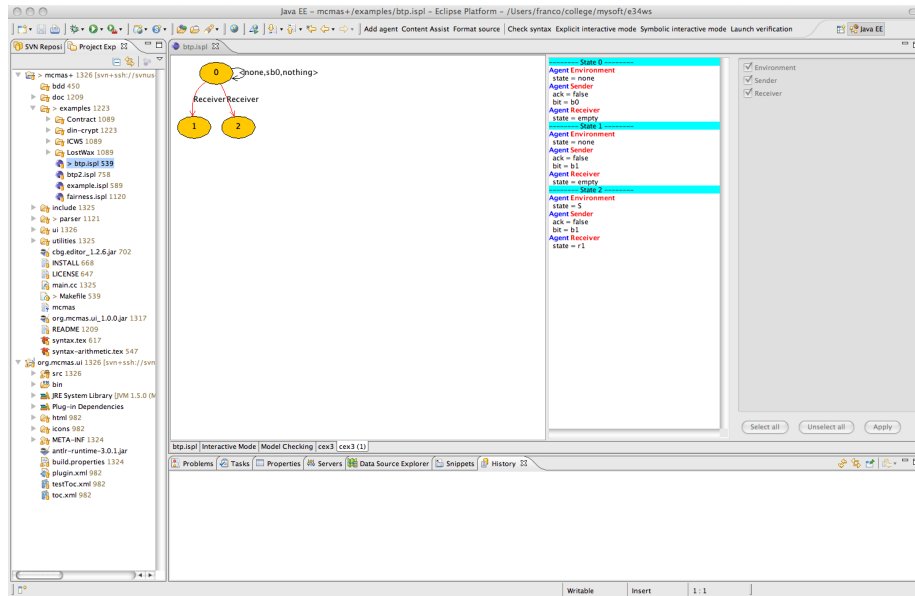 Java EE – mcmas+/examples/btp.ispl – Eclipse Platform – /Users/franco/college/mysoft/e34ws
Add agent Content Assist Format source Check syntax Explicit interactive mode Symbolic interactive mode Launch verification
Java EE
SVN Reposi Project Exp
> mcmas+ 1326 [svn+ssh://svnus
bdd 450
doc 1209
> examples 1223
Contract 1089
din-crypt 1223
ICWS 1089
LostWax 1089
> btp.ispl 539
btp2.ispl 758
example.ispl 589
fairness.ispl 1120
include 1325
> parser 1121
ui 1326
utilities 1325
cbg.editor_1.2.6.jar 702
INSTALL 668
LICENSE 647
main.cc 1325
> Makefile 539
mcmas
org.mcmas.ui_1.0.0.jar 1317
README 1209
syntax.tex 617
syntax-arithmetic.tex 547
org.mcmas.ui 1326 [svn+ssh://svn
src 1326
bin
JRE System Library [JVM 1.5.0 (M
Plug-in Dependencies
html 982
icons 982
META-INF 1324
antlr-runtime-3.0.1.jar
build.properties 1324
plugin.xml 982
testToc.xml 982
toc.xml 982
btp.ispl
0
<none,sb0,nothing>
Receiver Receiver
1 2
-------- State 0 --------
Agent Environment
state = none
Agent Sender
ack = false
bit = b0
Agent Receiver
state = empty
-------- State 1 --------
Agent Environment
state = none
Agent Sender
ack = false
bit = b1
Agent Receiver
state = empty
-------- State 2 --------
Agent Environment
state = S
Agent Sender
ack = false
bit = b1
Agent Receiver
state = r1
Environment
Sender
Receiver
Select all Unselect all Apply
btp.ispl Interactive Mode Model Checking cex3 cex3 (1)
Problems Tasks Properties Servers Data Source Explorer Snippets History
Writable Insert 1 : 1